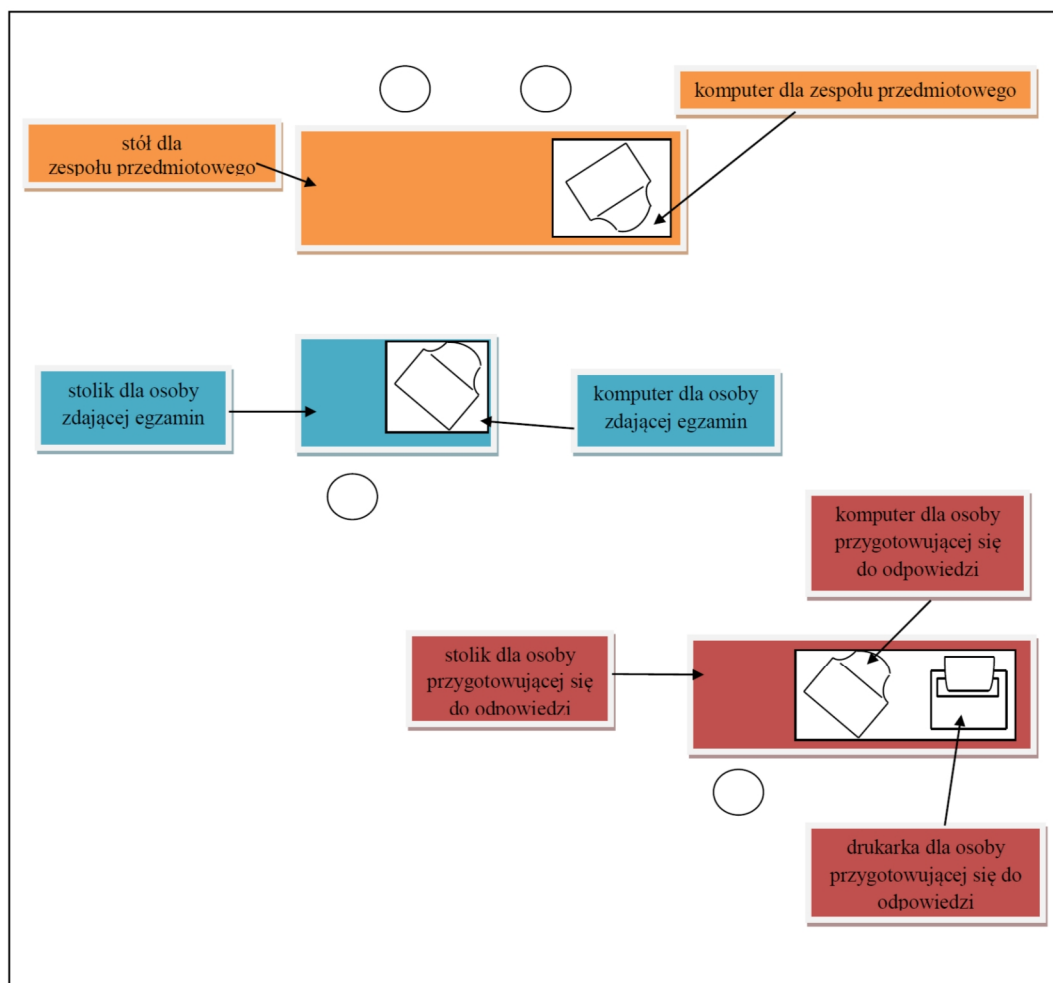 komputer dla zespołu przedmiotowego
stół dla
zespołu przedmiotowego
stolik dla osoby
zdającej egzamin
komputer dla osoby
zdającej egzamin
komputer dla osoby
przygotowującej się
do odpowiedzi
stolik dla osoby
przygotowującej się
do odpowiedzi
drukarka dla osoby
przygotowującej się do
odpowiedzi